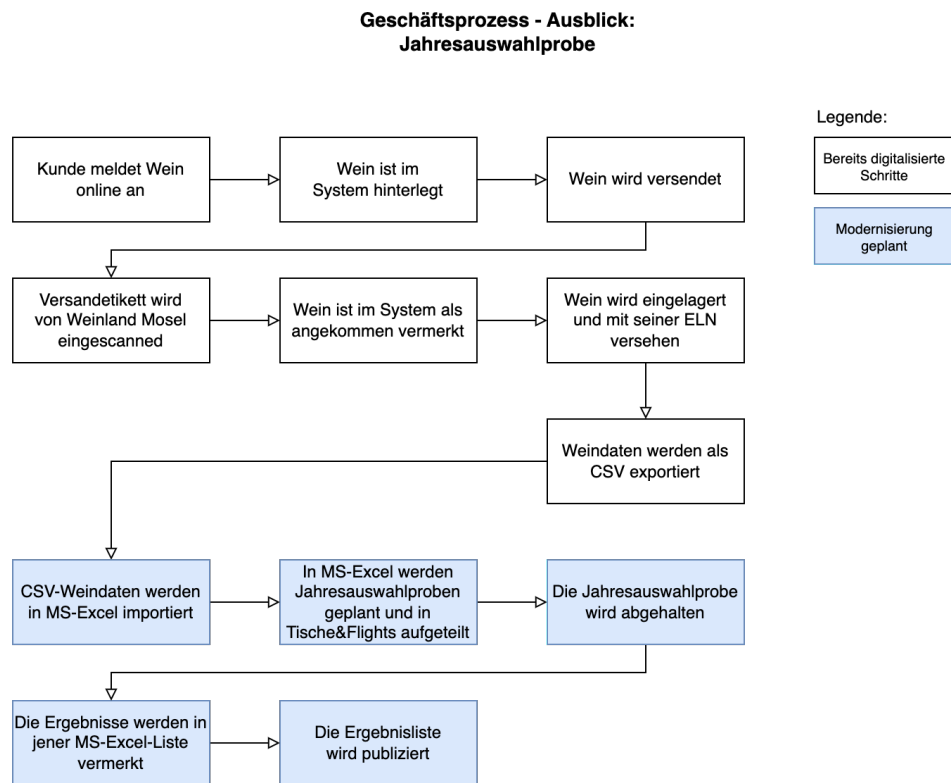 Geschäftsprozess - Ausblick:
Jahresauswahlprobe
Legende:
Bereits digitalisierte
Schritte
Modernisierung
geplant
Kunde meldet Wein
online an
Wein ist im
System hinterlegt
Wein wird versendet
Versandetikett wird
von Weinland Mosel
eingescanned
Wein ist im System als
angekommen vermerkt
Wein wird eingelagert
und mit seiner ELN
versehen
Weindaten werden als
CSV exportiert
CSV-Weindaten werden
in MS-Excel importiert
In MS-Excel werden
Jahresauswahlproben
geplant und in
Tische&Flights aufgeteilt
Die Jahresauswahlprobe
wird abgehalten
Die Ergebnisse werden in
jener MS-Excel-Liste
vermerkt
Die Ergebnisliste
wird publiziert